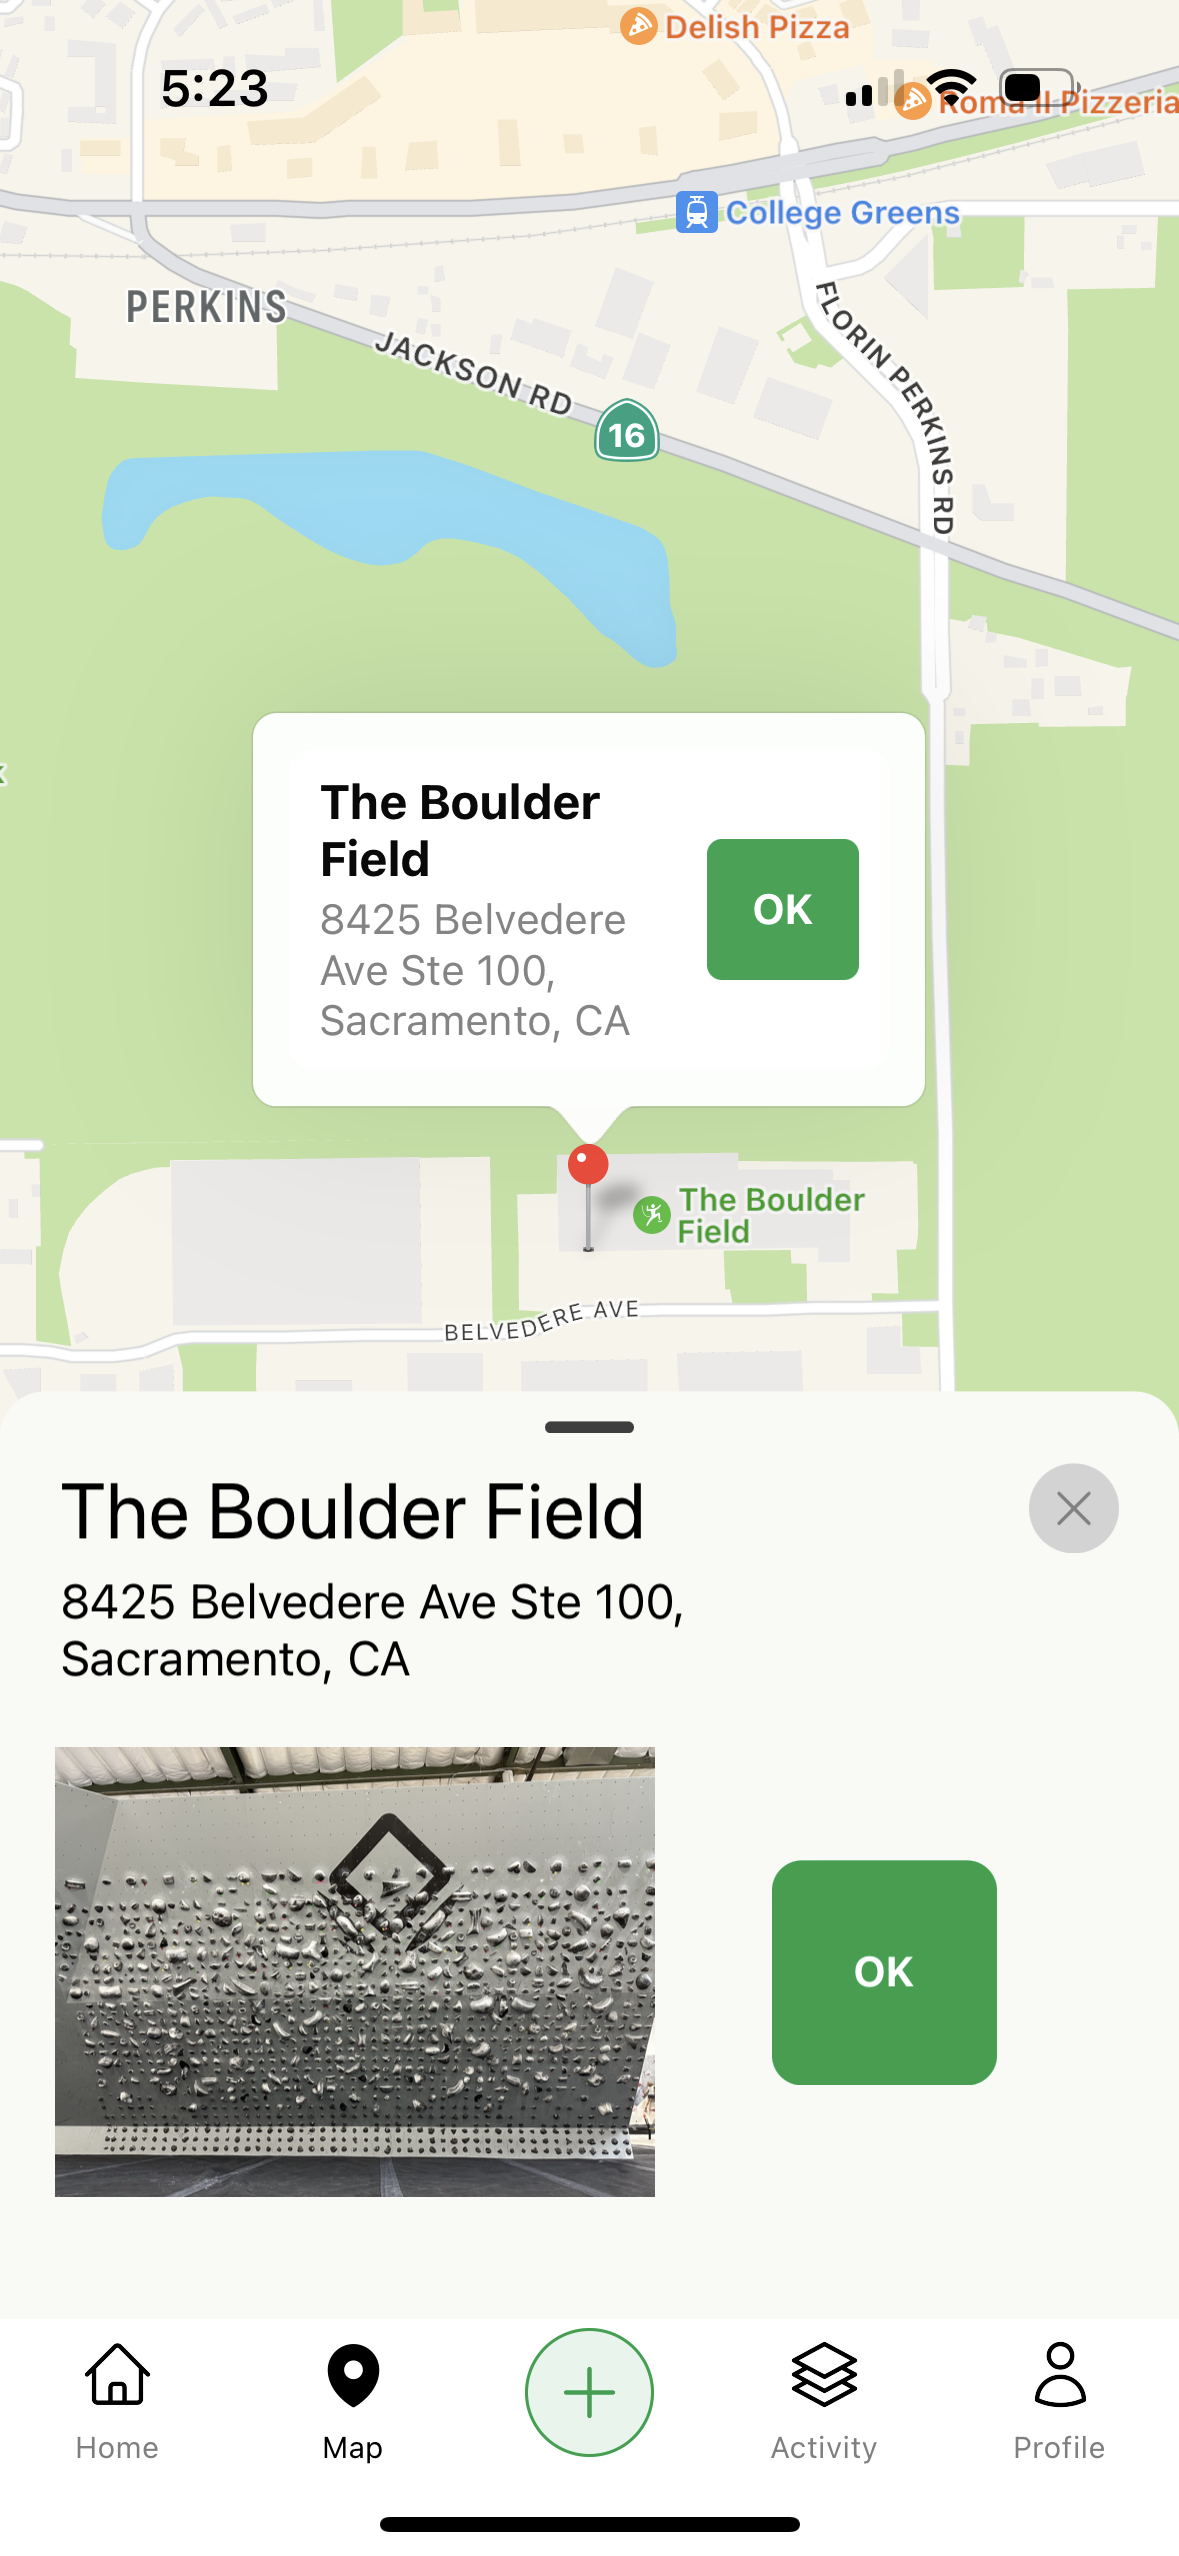 Delish Pizza
5:23
Roma II Pizzeria
College Greens
PERKINS
JACKSON RD
FLORIN PERKINS RD
16
The Boulder
Field
8425 Belvedere
Ave Ste 100,
Sacramento, CA
OK
The Boulder
Field
BELVEDERE AVE
The Boulder Field
8425 Belvedere Ave Ste 100,
Sacramento, CA
OK
Home
Map
Activity
Profile